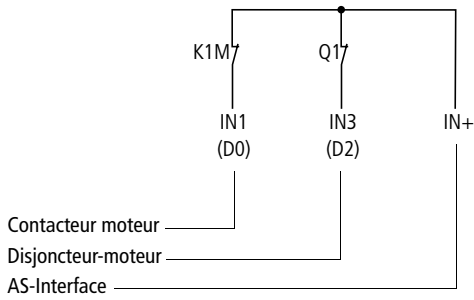 K1M Q1
IN1 IN3 IN+
(D0) (D2)
Contacteur moteur
Disjoncteur-moteur
AS-Interface